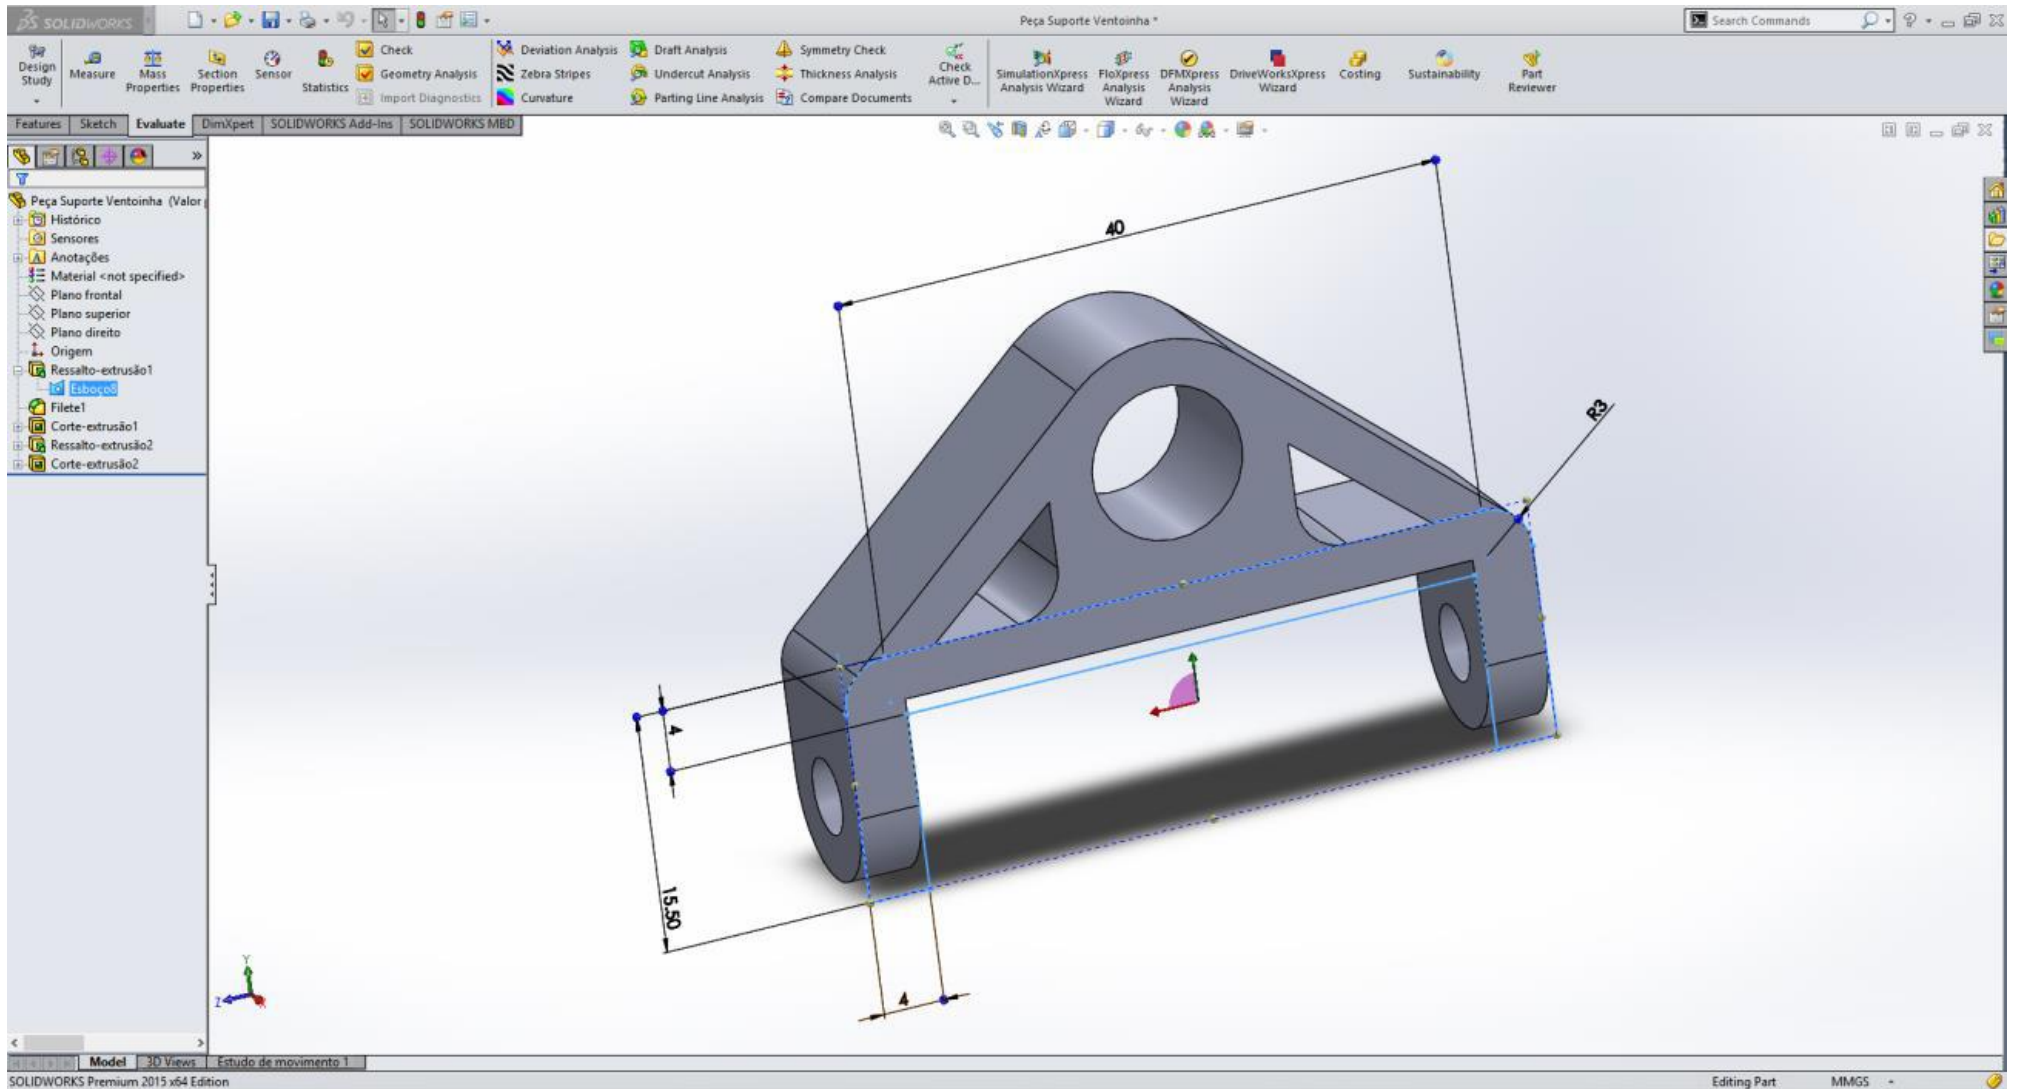 SOLIDWORKS
Peça Suporte Ventoinha *
Search Commands
Design Study
Measure
Mass Properties
Section Properties
Sensor
Statistics
Check
Geometry Analysis
Import Diagnostics
Deviation Analysis
Zebra Stripes
Curvature
Draft Analysis
Undercut Analysis
Parting Line Analysis
Symmetry Check
Thickness Analysis
Compare Documents
Check Active D...
SimulationXpress Analysis Wizard
FloXpress Analysis Wizard
DFMXpress Analysis Wizard
DriveWorksXpress Wizard
Costing
Sustainability
Part Reviewer
Features
Sketch
Evaluate
DimXpert
SOLIDWORKS Add-Ins
SOLIDWORKS MBD
Peça Suporte Ventoinha (Valor
Histórico
Sensores
Anotações
Material <not specified>
Plano frontal
Plano superior
Plano direito
Origem
Ressalto-extrusão1
Esboço8
Filete1
Corte-extrusão1
Ressalto-extrusão2
Corte-extrusão2
40
R3
4
15.50
4
Y
Z
Model
3D Views
Estudo de movimento 1
SOLIDWORKS Premium 2015 x64 Edition
Editing Part
MMGS